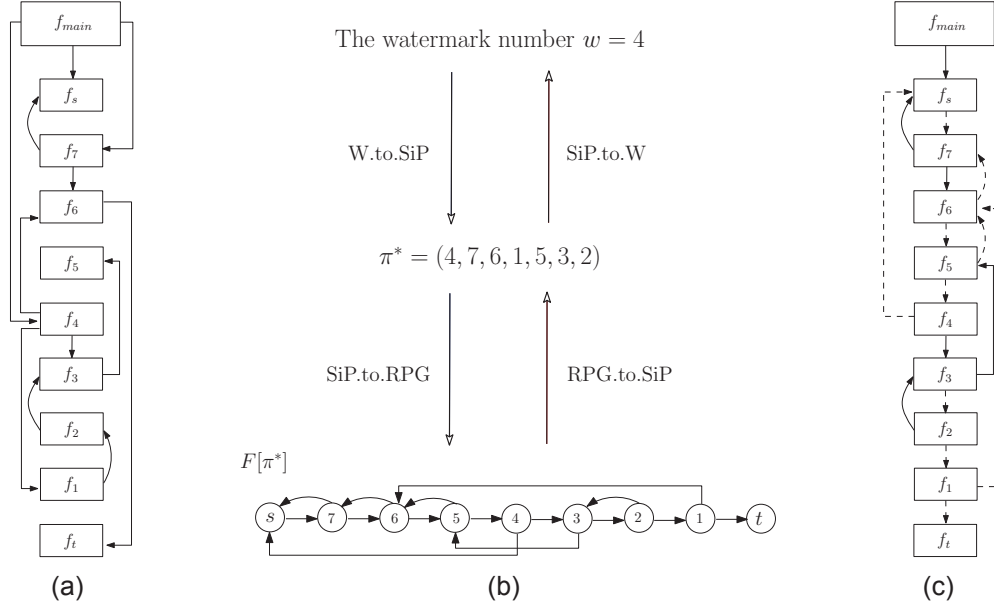 f_main
f_s
f_7
f_6
f_5
f_4
f_3
f_2
f_1
f_t
(a)
The watermark number w = 4
W.to.SiP
SiP.to.W
π* = (4, 7, 6, 1, 5, 3, 2)
SiP.to.RPG
RPG.to.SiP
F[π*]
s 7 6 5 4 3 2 1 t
(b)
f_main
f_s
f_7
f_6
f_5
f_4
f_3
f_2
f_1
f_t
(c)